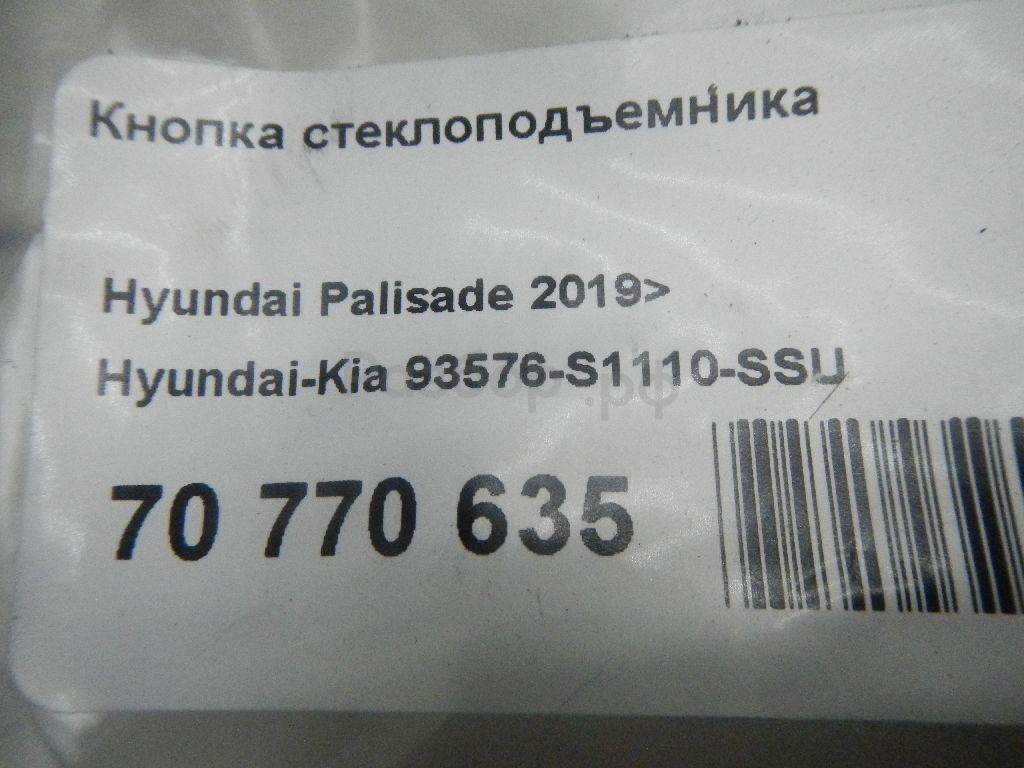 Кнопка стеклоподъемника
Hyundai Palisade 2019>
Hyundai-Kia 93576-S1110-SSU
70 770 635